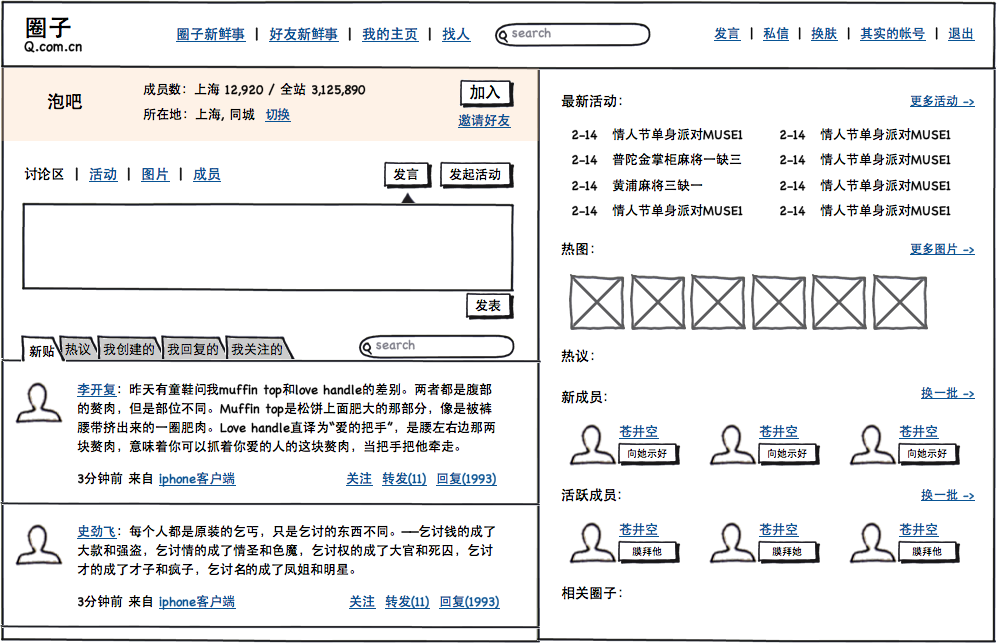 圈子
Q.com.cn
圈子新鲜事 | 好友新鲜事 | 我的主页 | 找人
search
发言 | 私信 | 换肤 | 其实的帐号 | 退出
泡吧
成员数：上海 12,920 / 全站 3,125,890
所在地：上海, 同城 切换
加入
邀请好友
讨论区 | 活动 | 图片 | 成员
发言
发起活动
发表
新贴
热议
我创建的
我回复的
我关注的
search
李开复：昨天有童鞋问我muffin top和love handle的差别。两者都是腹部
的赘肉，但是部位不同。Muffin top是松饼上面肥大的那部分，像是被裤
腰带挤出来的一圈肥肉。Love handle直译为“爱的把手”，是腰左右边那两
块赘肉，意味着你可以抓着你爱的人的这块赘肉，当把手把他牵走。
3分钟前 来自 iphone客户端
关注 转发(11) 回复(1993)
史劲飞：每个人都是原装的乞丐，只是乞讨的东西不同。——乞讨钱的成了
大款和强盗，乞讨情的成了情圣和色魔，乞讨权的成了大官和死囚，乞讨
才的成了才子和疯子，乞讨名的成了凤姐和明星。
3分钟前 来自 iphone客户端
关注 转发(11) 回复(1993)
最新活动：
更多活动 ->
2-14 情人节单身派对MUSE1
2-14 情人节单身派对MUSE1
2-14 普陀金掌柜麻将一缺三
2-14 情人节单身派对MUSE1
2-14 黄浦麻将三缺一
2-14 情人节单身派对MUSE1
2-14 情人节单身派对MUSE1
2-14 情人节单身派对MUSE1
热图：
更多图片 ->
热议：
新成员：
换一批 ->
苍井空
向她示好
苍井空
向她示好
苍井空
向她示好
活跃成员：
换一批 ->
苍井空
膜拜他
苍井空
膜拜她
苍井空
膜拜他
相关圈子：